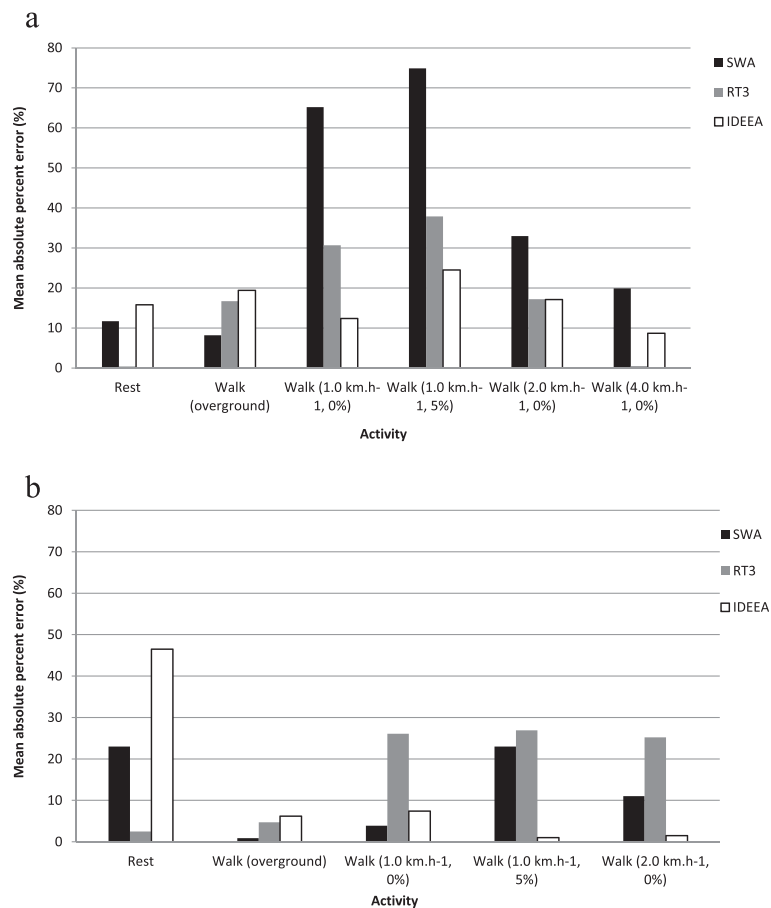 a
80
70
60
50
40
30
20
10
0
Mean absolute percent error (%)
SWA
RT3
IDEEA
Rest
Walk
(overground)
Walk (1.0 km.h-
1, 0%)
Walk (1.0 km.h-
1, 5%)
Walk (2.0 km.h-
1, 0%)
Walk (4.0 km.h-
1, 0%)
Activity
b
80
70
60
50
40
30
20
10
0
Mean absolute percent error (%)
SWA
RT3
IDEEA
Rest
Walk (overground)
Walk (1.0 km.h-1,
0%)
Walk (1.0 km.h-1,
5%)
Walk (2.0 km.h-1,
0%)
Activity